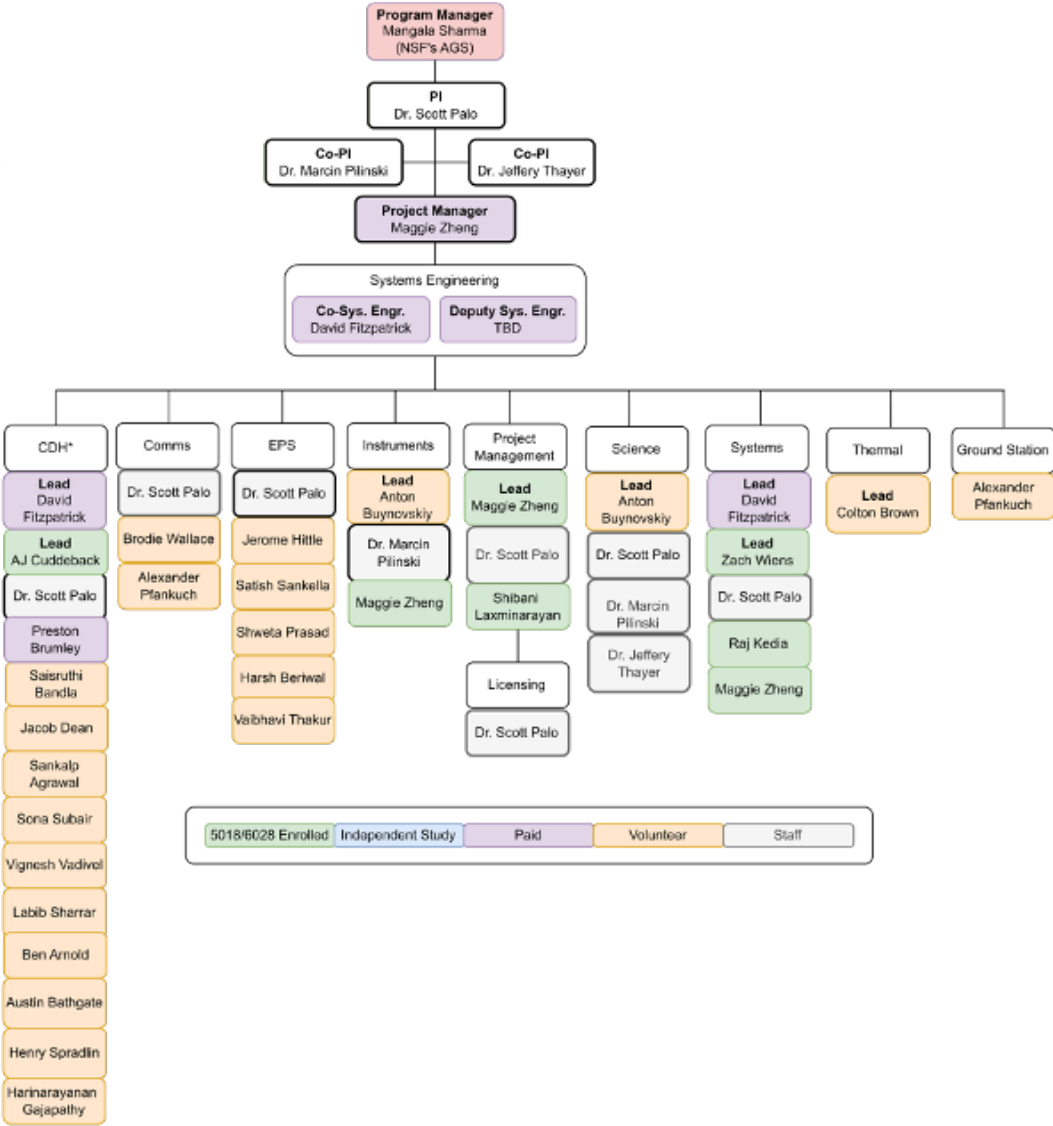 Program Manager
Mangala Sharma
(NSF's AGS)
PI
Dr. Scott Palo
Co-PI
Dr. Marcin Pilinski
Co-PI
Dr. Jeffery Thayer
Project Manager
Maggie Zheng
Systems Engineering
Co-Sys. Engr.
David Fitzpatrick
Deputy Sys. Engr.
TBD
CDH*
Lead
David
Fitzpatrick
Lead
AJ Cuddeback
Dr. Scott Palo
Preston
Brumley
Saisruthi
Bandla
Jacob Dean
Sankalp
Agrawal
Sona Subair
Vignesh Vadivel
Labib Sharrar
Ben Arnold
Austin Bathgate
Henry Spradlin
Harinarayanan
Gajapathy
Comms
Dr. Scott Palo
Brodie Wallace
Alexander
Pfankuch
EPS
Dr. Scott Palo
Jerome Hittle
Satish Sankella
Shweta Prasad
Harsh Beriwal
Vaibhavi Thakur
Instruments
Lead
Anton
Buynovskiy
Dr. Marcin
Pilinski
Maggie Zheng
Project
Management
Lead
Maggie Zheng
Dr. Scott Palo
Shibani
Laxminarayan
Licensing
Dr. Scott Palo
Science
Lead
Anton
Buynovskiy
Dr. Scott Palo
Dr. Marcin
Pilinski
Dr. Jeffery
Thayer
Systems
Lead
David
Fitzpatrick
Lead
Zach Wiens
Dr. Scott Palo
Raj Kedia
Maggie Zheng
Thermal
Lead
Colton Brown
Ground Station
Alexander
Pfankuch
5018/6028 Enrolled
Independent Study
Paid
Volunteer
Staff